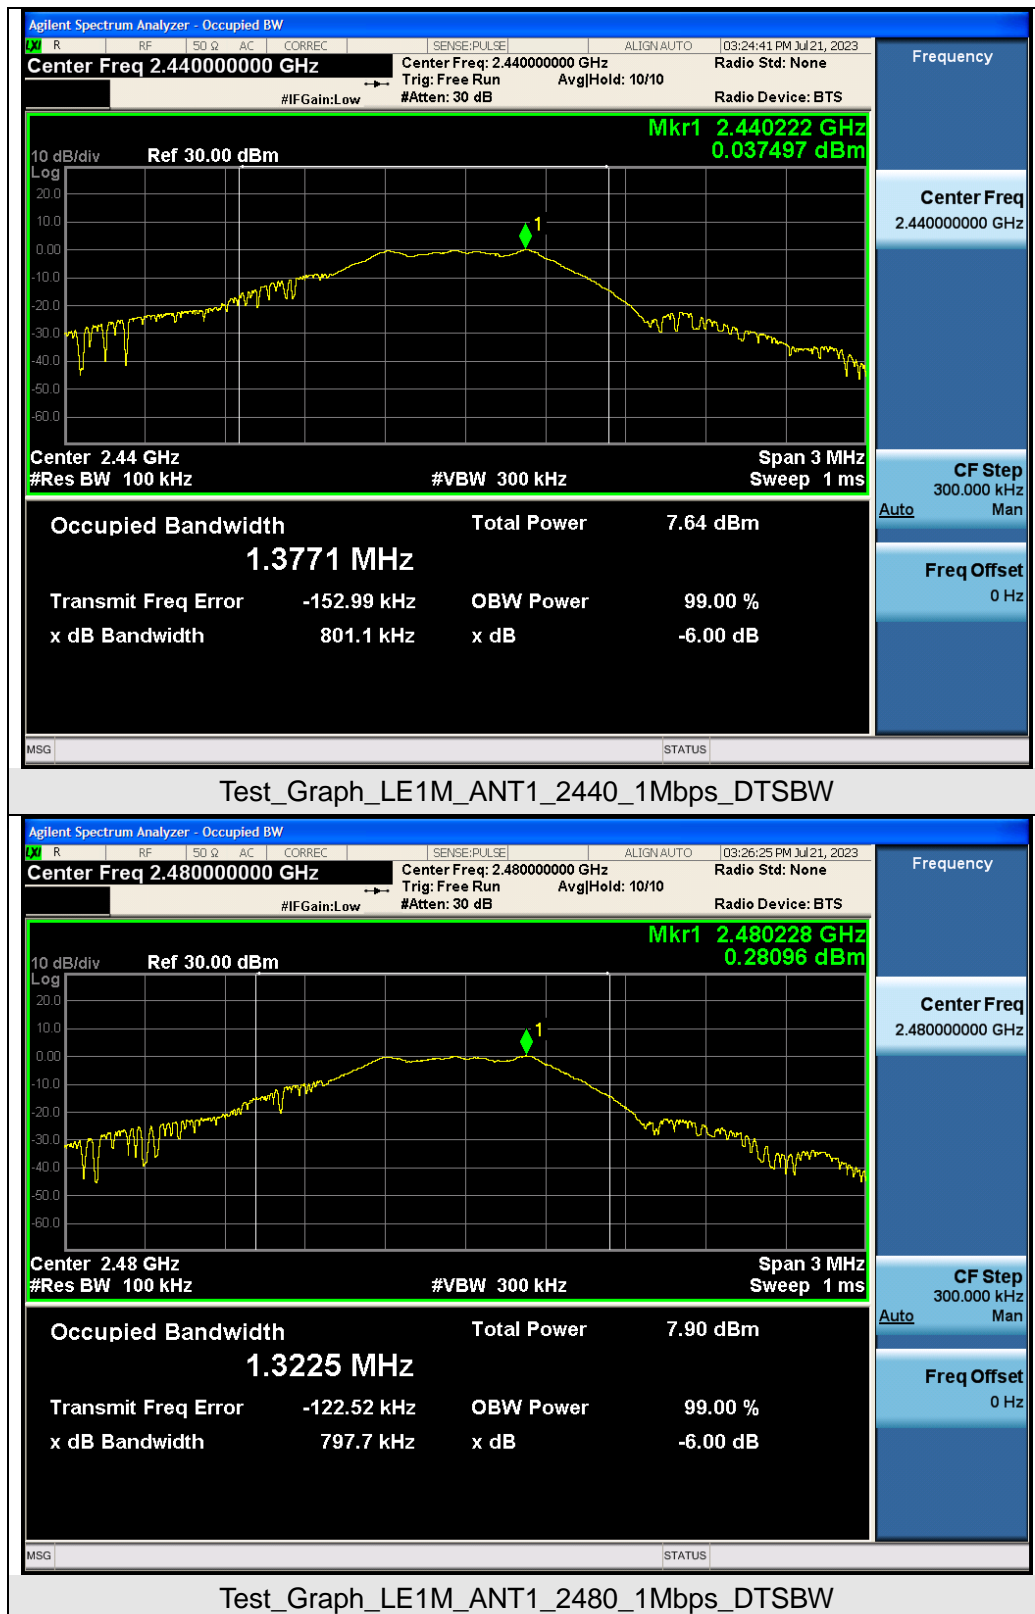 Agilent Spectrum Analyzer - Occupied BW
LXI R RF 50 Ω AC CORREC SENSE:PULSE ALIGN AUTO 03:24:41 PM Jul 21, 2023
Center Freq 2.440000000 GHz
Center Freq: 2.440000000 GHz
Radio Std: None
Trig: Free Run Avg|Hold: 10/10
#IFGain:Low #Atten: 30 dB
Radio Device: BTS
Frequency
Mkr1 2.440222 GHz
0.037497 dBm
10 dB/div Ref 30.00 dBm
Log
20.0
10.0
0.00
-10.0
-20.0
-30.0
-40.0
-50.0
-60.0
1
Center 2.44 GHz Span 3 MHz
#Res BW 100 kHz #VBW 300 kHz Sweep 1 ms
Center Freq
2.440000000 GHz
CF Step
300.000 kHz
Auto Man
Freq Offset
0 Hz
Occupied Bandwidth Total Power 7.64 dBm
1.3771 MHz
Transmit Freq Error -152.99 kHz OBW Power 99.00 %
x dB Bandwidth 801.1 kHz x dB -6.00 dB
MSG STATUS
Test_Graph_LE1M_ANT1_2440_1Mbps_DTSBW
Agilent Spectrum Analyzer - Occupied BW
LXI R RF 50 Ω AC CORREC SENSE:PULSE ALIGN AUTO 03:26:25 PM Jul 21, 2023
Center Freq 2.480000000 GHz
Center Freq: 2.480000000 GHz
Radio Std: None
Trig: Free Run Avg|Hold: 10/10
#IFGain:Low #Atten: 30 dB
Radio Device: BTS
Frequency
Mkr1 2.480228 GHz
0.28096 dBm
10 dB/div Ref 30.00 dBm
Log
20.0
10.0
0.00
-10.0
-20.0
-30.0
-40.0
-50.0
-60.0
1
Center 2.48 GHz Span 3 MHz
#Res BW 100 kHz #VBW 300 kHz Sweep 1 ms
Center Freq
2.480000000 GHz
CF Step
300.000 kHz
Auto Man
Freq Offset
0 Hz
Occupied Bandwidth Total Power 7.90 dBm
1.3225 MHz
Transmit Freq Error -122.52 kHz OBW Power 99.00 %
x dB Bandwidth 797.7 kHz x dB -6.00 dB
MSG STATUS
Test_Graph_LE1M_ANT1_2480_1Mbps_DTSBW